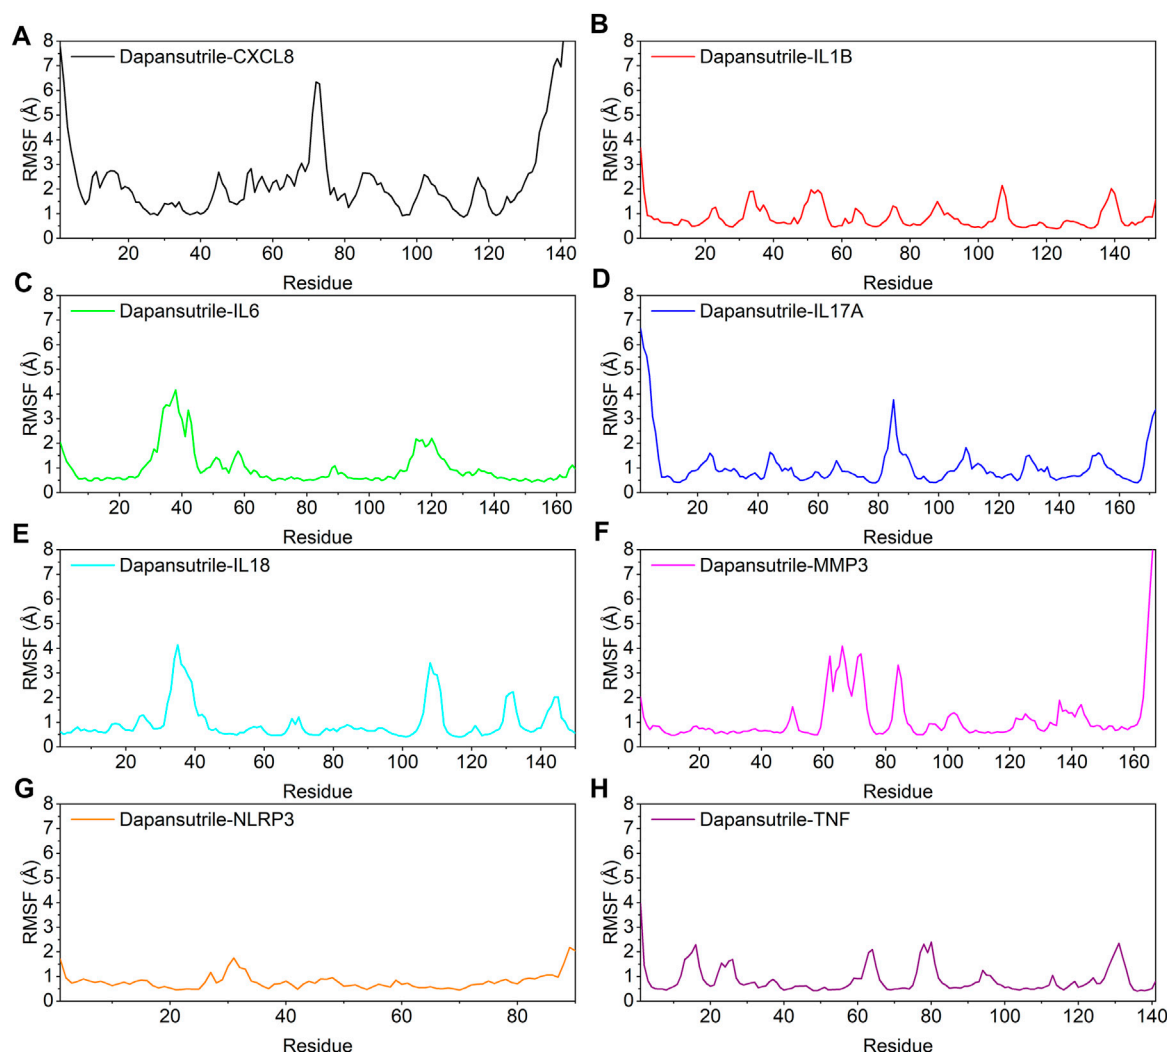 A
Dapansutrile-CXCL8
RMSF (Å)
8
7
6
5
4
3
2
1
0
20 40 60 80 100 120 140
Residue
B
Dapansutrile-IL1B
RMSF (Å)
8
7
6
5
4
3
2
1
0
20 40 60 80 100 120 140
Residue
C
Dapansutrile-IL6
RMSF (Å)
8
7
6
5
4
3
2
1
0
20 40 60 80 100 120 140 160
Residue
D
Dapansutrile-IL17A
RMSF (Å)
8
7
6
5
4
3
2
1
0
20 40 60 80 100 120 140 160
Residue
E
Dapansutrile-IL18
RMSF (Å)
8
7
6
5
4
3
2
1
0
20 40 60 80 100 120 140
Residue
F
Dapansutrile-MMP3
RMSF (Å)
8
7
6
5
4
3
2
1
0
20 40 60 80 100 120 140 160
Residue
G
Dapansutrile-NLRP3
RMSF (Å)
8
7
6
5
4
3
2
1
0
20 40 60 80
Residue
H
Dapansutrile-TNF
RMSF (Å)
8
7
6
5
4
3
2
1
0
20 40 60 80 100 120 140
Residue